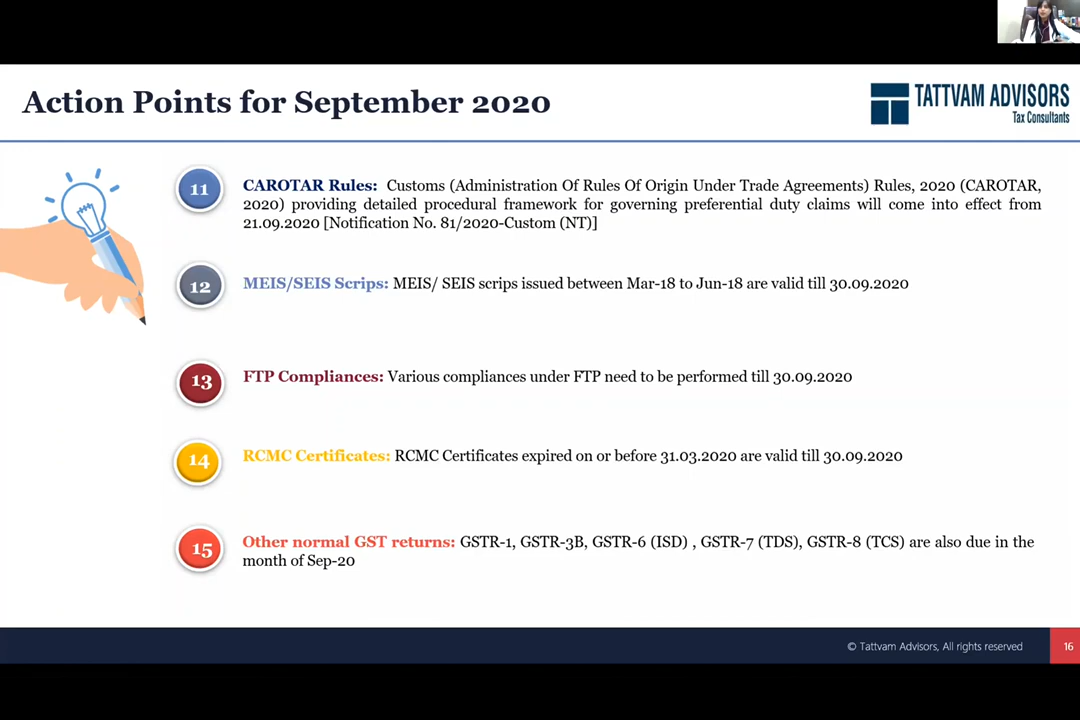 Action Points for September 2020
TATTVAM ADVISORS
Tax Consultants
11
CAROTAR Rules: Customs (Administration Of Rules Of Origin Under Trade Agreements) Rules, 2020 (CAROTAR,
2020) providing detailed procedural framework for governing preferential duty claims will come into effect from
21.09.2020 [Notification No. 81/2020-Custom (NT)]
12
MEIS/SEIS Scrips: MEIS/ SEIS scrips issued between Mar-18 to Jun-18 are valid till 30.09.2020
13
FTP Compliances: Various compliances under FTP need to be performed till 30.09.2020
14
RCMC Certificates: RCMC Certificates expired on or before 31.03.2020 are valid till 30.09.2020
15
Other normal GST returns: GSTR-1, GSTR-3B, GSTR-6 (ISD) , GSTR-7 (TDS), GSTR-8 (TCS) are also due in the
month of Sep-20
© Tattvam Advisors, All rights reserved
16